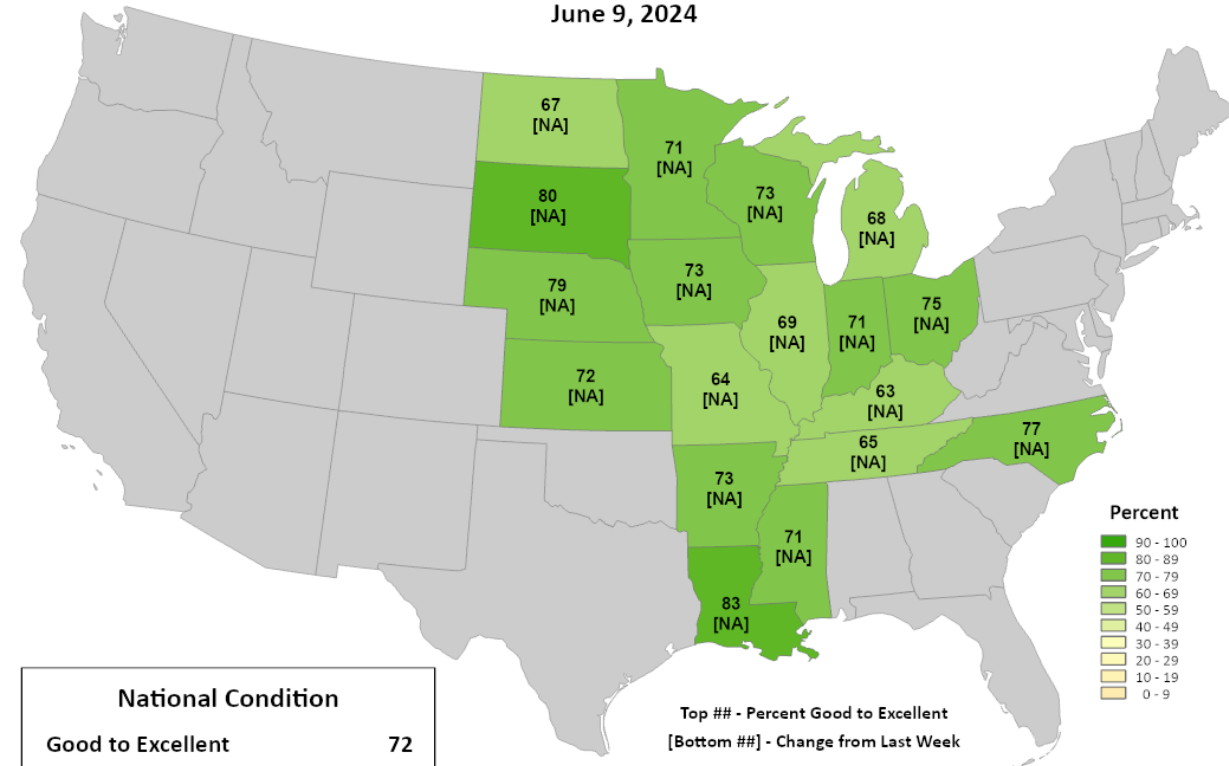 June 9, 2024
67
[NA]
71
[NA]
80
[NA]
73
[NA]
68
[NA]
79
[NA]
73
[NA]
69
[NA]
71
[NA]
75
[NA]
72
[NA]
64
[NA]
63
[NA]
65
[NA]
77
[NA]
73
[NA]
71
[NA]
83
[NA]
Percent
90 - 100
80 - 89
70 - 79
60 - 69
50 - 59
40 - 49
30 - 39
20 - 29
10 - 19
0 - 9
National Condition
Good to Excellent 72
Top ## - Percent Good to Excellent
[Bottom ##] - Change from Last Week